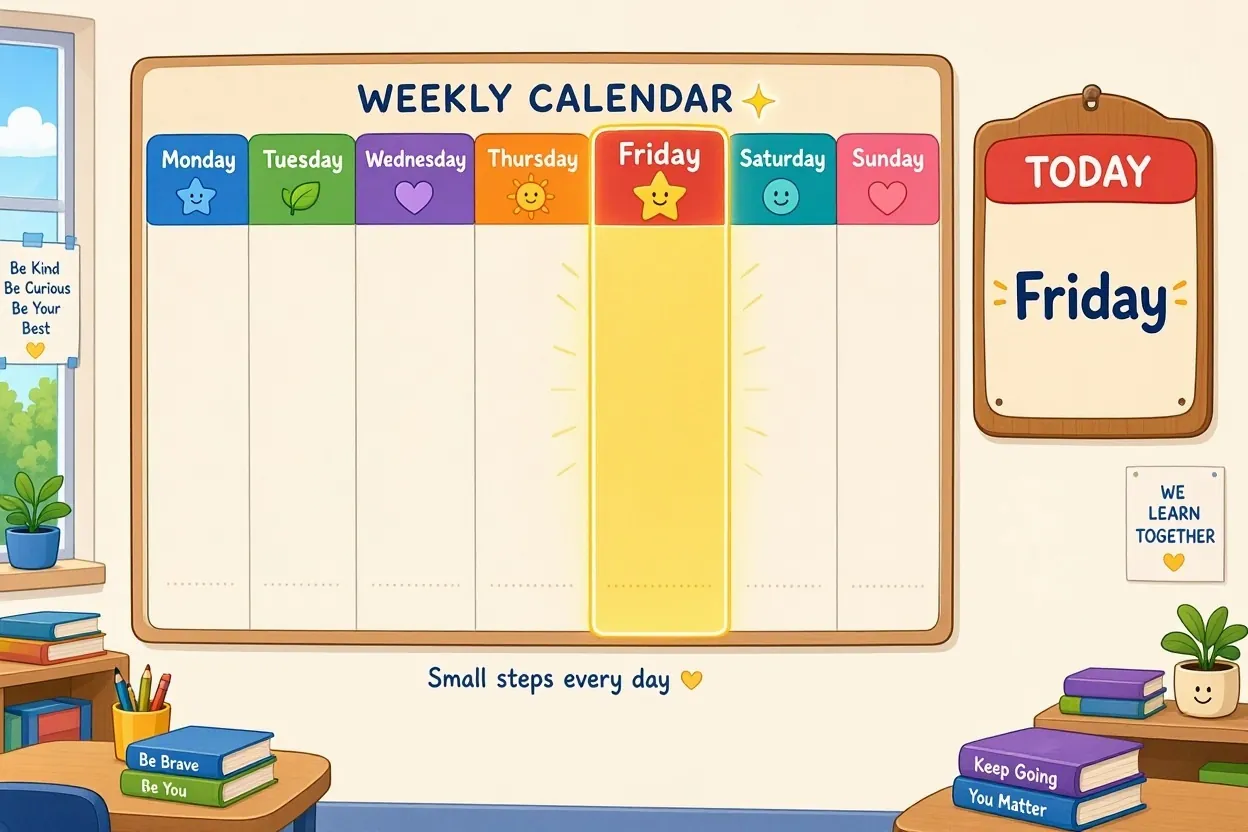 WEEKLY CALENDAR
Monday
Tuesday
Wednesday
Thursday
Friday
Saturday
Sunday
TODAY
Friday
Be Kind
Be Curious
Be Your
Best
WE
LEARN
TOGETHER
Small steps every day
Be Brave
Be You
Keep Going
You Matter